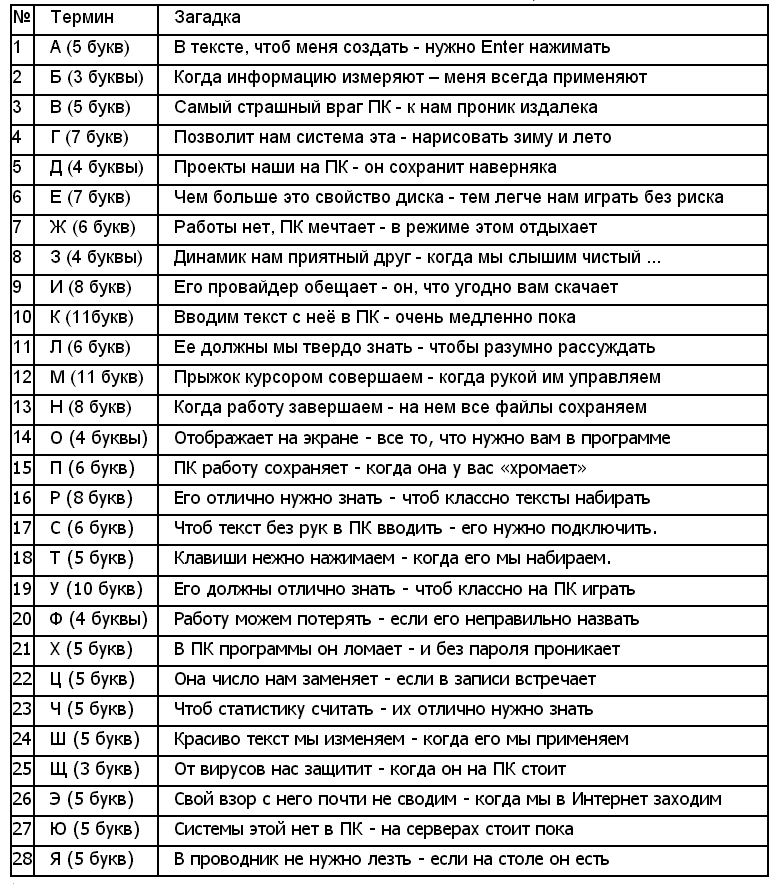 № Термин Загадка
1 А (5 букв) В тексте, чтоб меня создать - нужно Enter нажимать
2 Б (3 буквы) Когда информацию измеряют – меня всегда применяют
3 В (5 букв) Самый страшный враг ПК - к нам проник издалека
4 Г (7 букв) Позволит нам система эта - нарисовать зиму и лето
5 Д (4 буквы) Проекты наши на ПК - он сохранит наверняка
6 Е (7 букв) Чем больше это свойство диска - тем легче нам играть без риска
7 Ж (6 букв) Работы нет, ПК мечтает - в режиме этом отдыхает
8 З (4 буквы) Динамик нам приятный друг - когда мы слышим чистый ...
9 И (8 букв) Его провайдер обещает - он, что угодно вам скачает
10 К (11букв) Вводим текст с неё в ПК - очень медленно пока
11 Л (6 букв) Ее должны мы твердо знать - чтобы разумно рассуждать
12 М (11 букв) Прыжок курсором совершаем - когда рукой им управляем
13 Н (8 букв) Когда работу завершаем - на нем все файлы сохраняем
14 О (4 буквы) Отображает на экране - все то, что нужно вам в программе
15 П (6 букв) ПК работу сохраняет - когда она у вас «хромает»
16 Р (8 букв) Его отлично нужно знать - чтоб классно тексты набирать
17 С (6 букв) Чтоб текст без рук в ПК вводить - его нужно подключить.
18 Т (5 букв) Клавиши нежно нажимаем - когда его мы набираем.
19 У (10 букв) Его должны отлично знать - чтоб классно на ПК играть
20 Ф (4 буквы) Работу можем потерять - если его неправильно назвать
21 Х (5 букв) В ПК программы он ломает - и без пароля проникает
22 Ц (5 букв) Она число нам заменяет - если в записи встречает
23 Ч (5 букв) Чтоб статистику считать - их отлично нужно знать
24 Ш (5 букв) Красиво текст мы изменяем - когда его мы применяем
25 Щ (3 букв) От вирусов нас защитит - когда он на ПК стоит
26 Э (5 букв) Свой взор с него почти не сводим - когда мы в Интернет заходим
27 Ю (5 букв) Системы этой нет в ПК - на серверах стоит пока
28 Я (5 букв) В проводник не нужно лезть - если на столе он есть